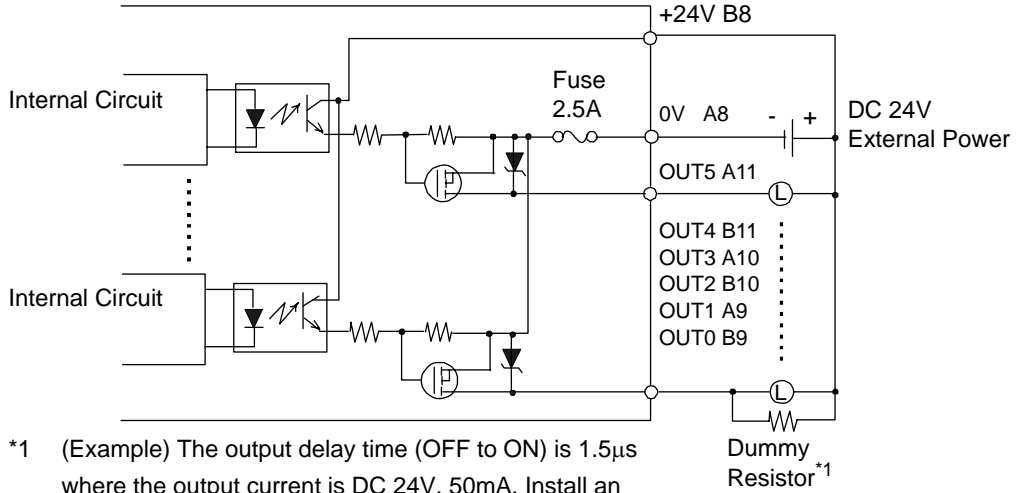 +24V B8
Internal Circuit
Fuse
2.5A
0V A8
- +
DC 24V
External Power
OUT5 A11
L
OUT4 B11
OUT3 A10
OUT2 B10
OUT1 A9
OUT0 B9
Internal Circuit
L
Dummy
Resistor*1
*1 (Example) The output delay time (OFF to ON) is 1.5μs
where the output current is DC 24V, 50mA. Install an